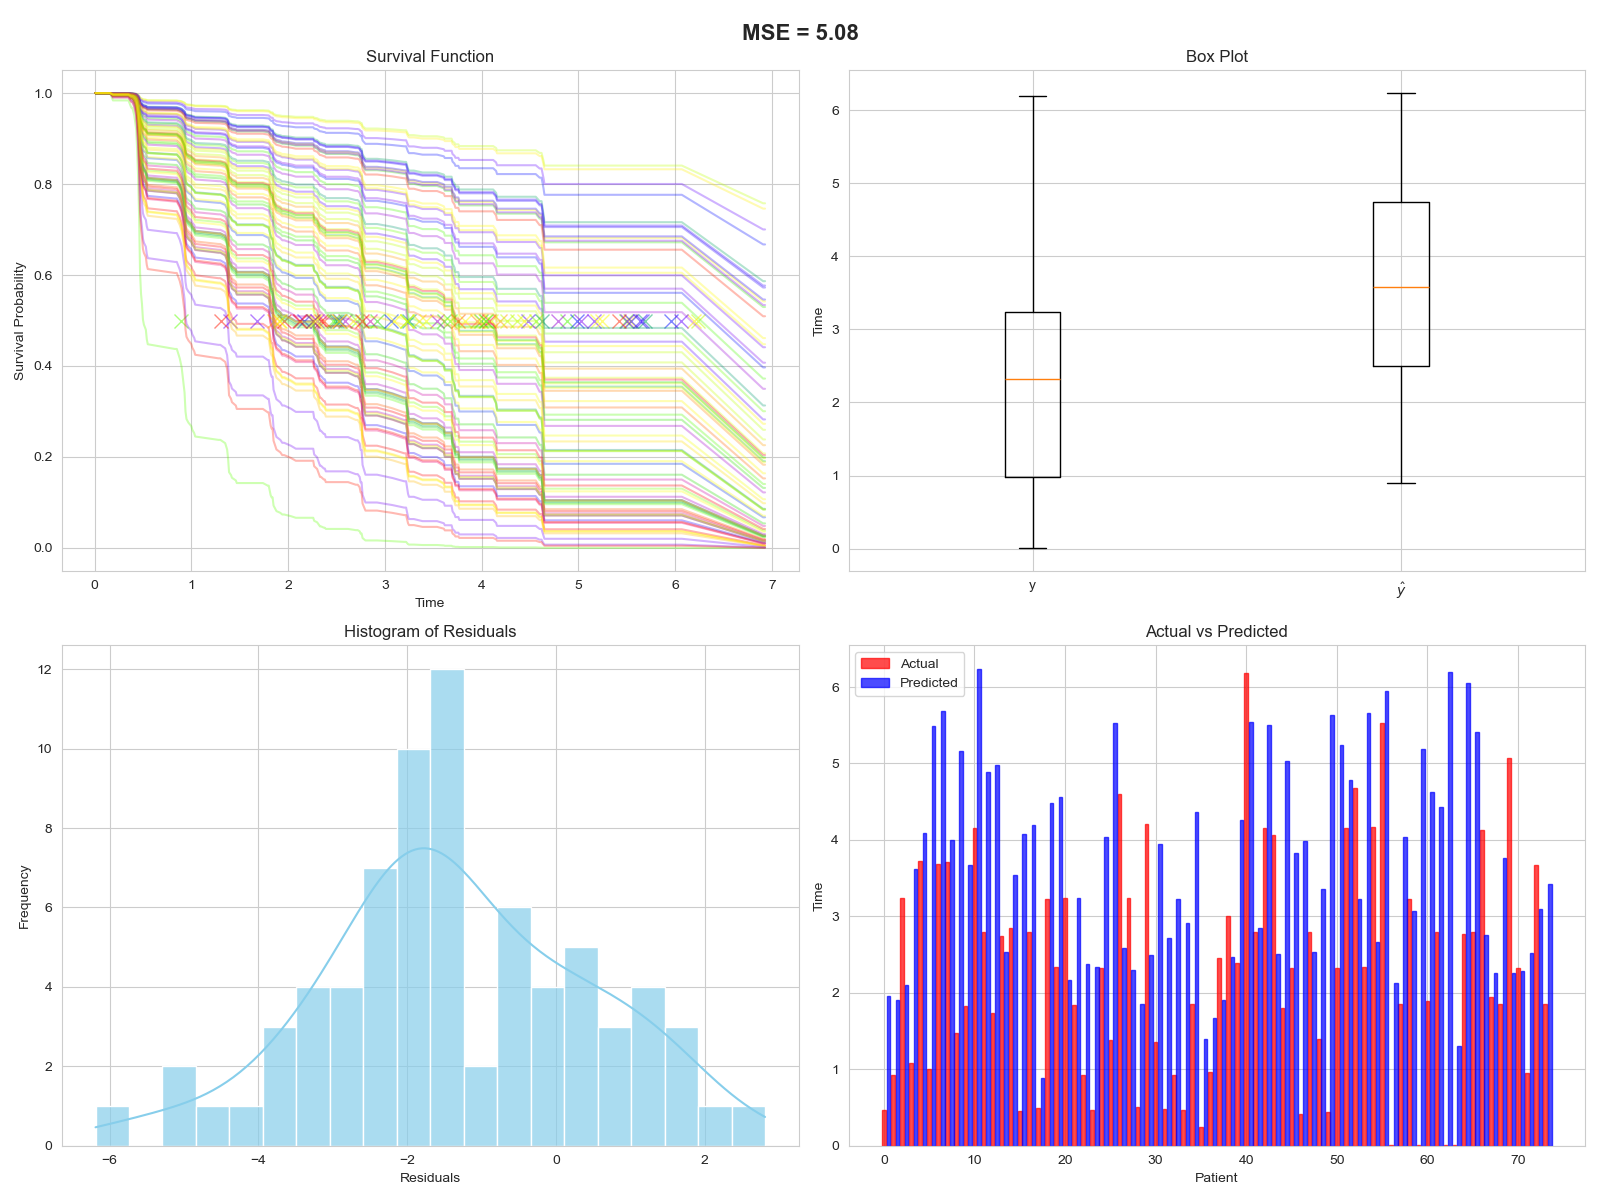 MSE = 5.08
Survival Function
Survival Probability
1.0
0.8
0.6
0.4
0.2
0.0
0 1 2 3 4 5 6 7
Time
Box Plot
Time
6
5
4
3
2
1
0
y ŷ
Histogram of Residuals
Frequency
12
10
8
6
4
2
0
−6 −4 −2 0 2
Residuals
Actual vs Predicted
Actual
Predicted
Time
6
5
4
3
2
1
0
0 10 20 30 40 50 60 70
Patient